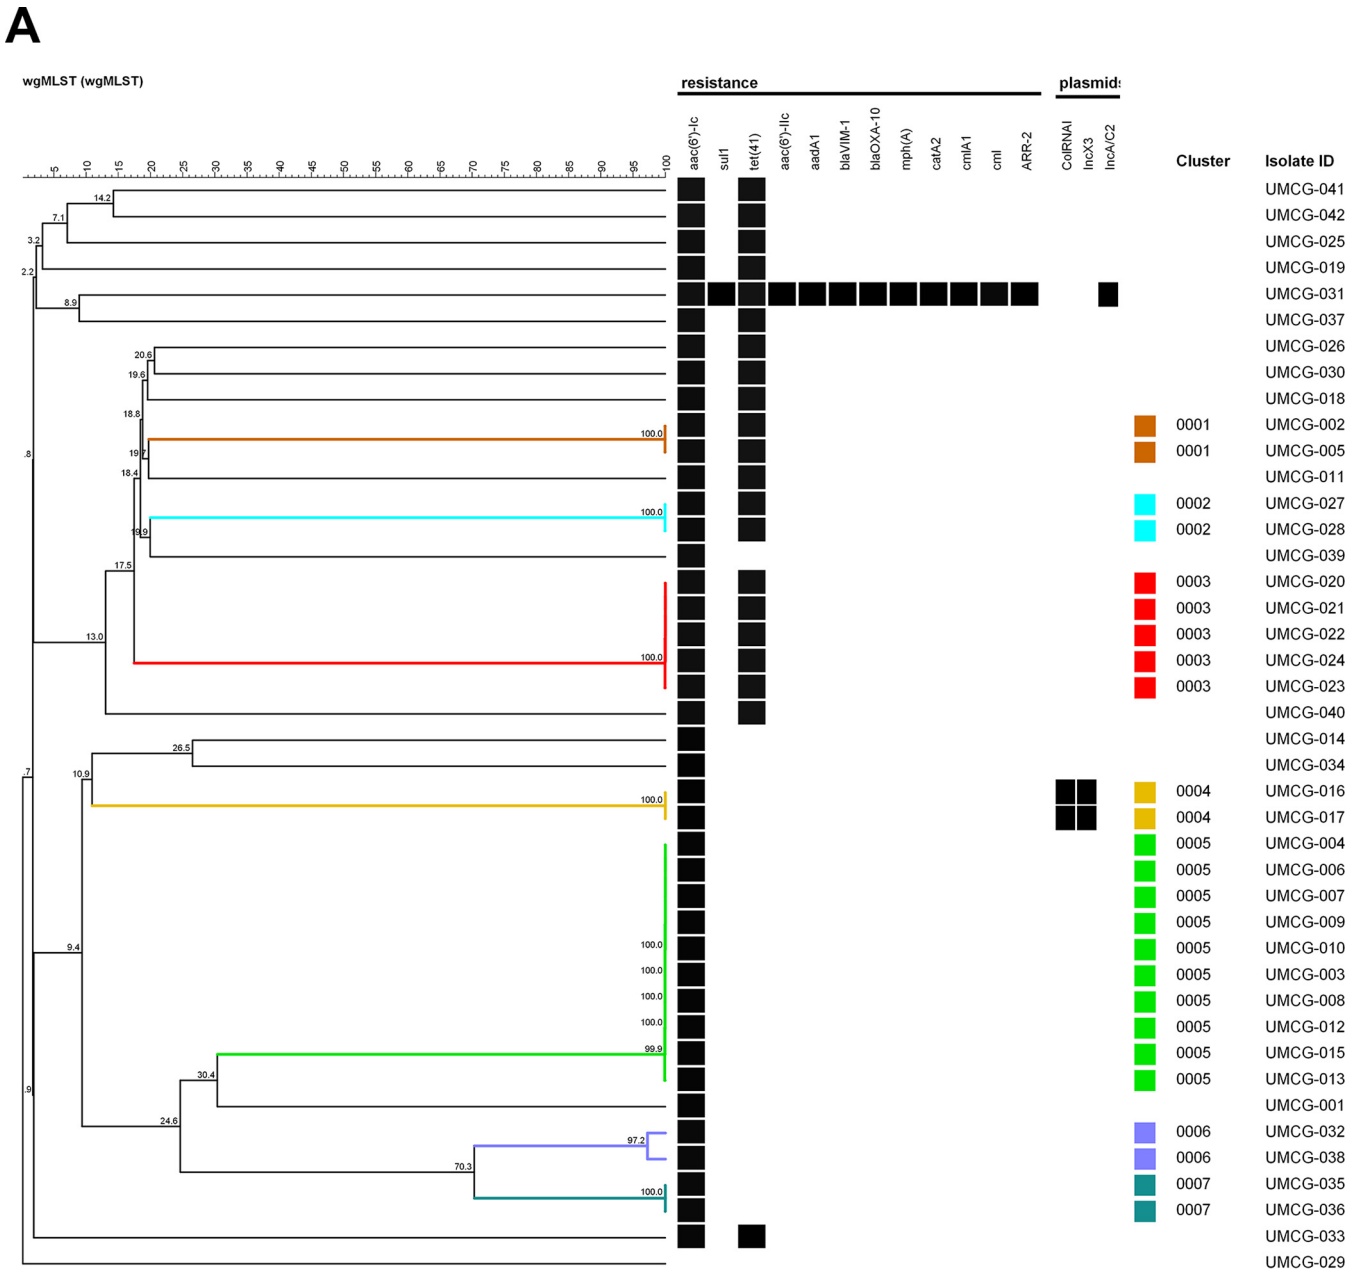 A
wgMLST (wgMLST)
resistance
plasmids
5 10 15 20 25 30 35 40 45 50 55 60 65 70 75 80 85 90 95 100
aac(6')-Ic
sul1
tet(41)
aac(6')-IIc
aadA1
blaVIM-1
blaOXA-10
mph(A)
catA2
cmlA1
cml
ARR-2
ColRNAI
IncX3
IncA/C2
Cluster
Isolate ID
UMCG-041
14.2
UMCG-042
7.1
UMCG-025
3.2
UMCG-019
2.2
UMCG-031
8.9
UMCG-037
UMCG-026
20.6
UMCG-030
19.6
UMCG-018
18.8
0001 UMCG-002
100.0
0001 UMCG-005
19.7
18.4
UMCG-011
.8
0002 UMCG-027
100.0
0002 UMCG-028
19.9
UMCG-039
17.5
0003 UMCG-020
0003 UMCG-021
13.0
0003 UMCG-022
100.0
0003 UMCG-024
0003 UMCG-023
UMCG-040
UMCG-014
26.5
UMCG-034
.7
10.9
0004 UMCG-016
100.0
0004 UMCG-017
0005 UMCG-004
0005 UMCG-006
0005 UMCG-007
0005 UMCG-009
9.4
100.0
0005 UMCG-010
100.0
0005 UMCG-003
100.0
0005 UMCG-008
100.0
0005 UMCG-012
99.9
0005 UMCG-015
30.4
0005 UMCG-013
.9
UMCG-001
24.6
0006 UMCG-032
97.2
0006 UMCG-038
70.3
0007 UMCG-035
100.0
0007 UMCG-036
UMCG-033
UMCG-029